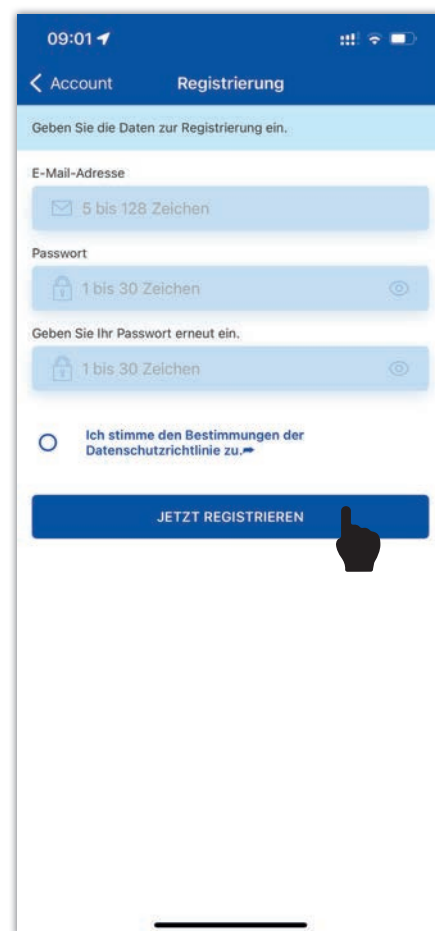 09:01
Account
Registrierung
Geben Sie die Daten zur Registrierung ein.
E-Mail-Adresse
5 bis 128 Zeichen
Passwort
1 bis 30 Zeichen
Geben Sie Ihr Passwort erneut ein.
1 bis 30 Zeichen
Ich stimme den Bestimmungen der
Datenschutzrichtlinie zu.➦
JETZT REGISTRIEREN